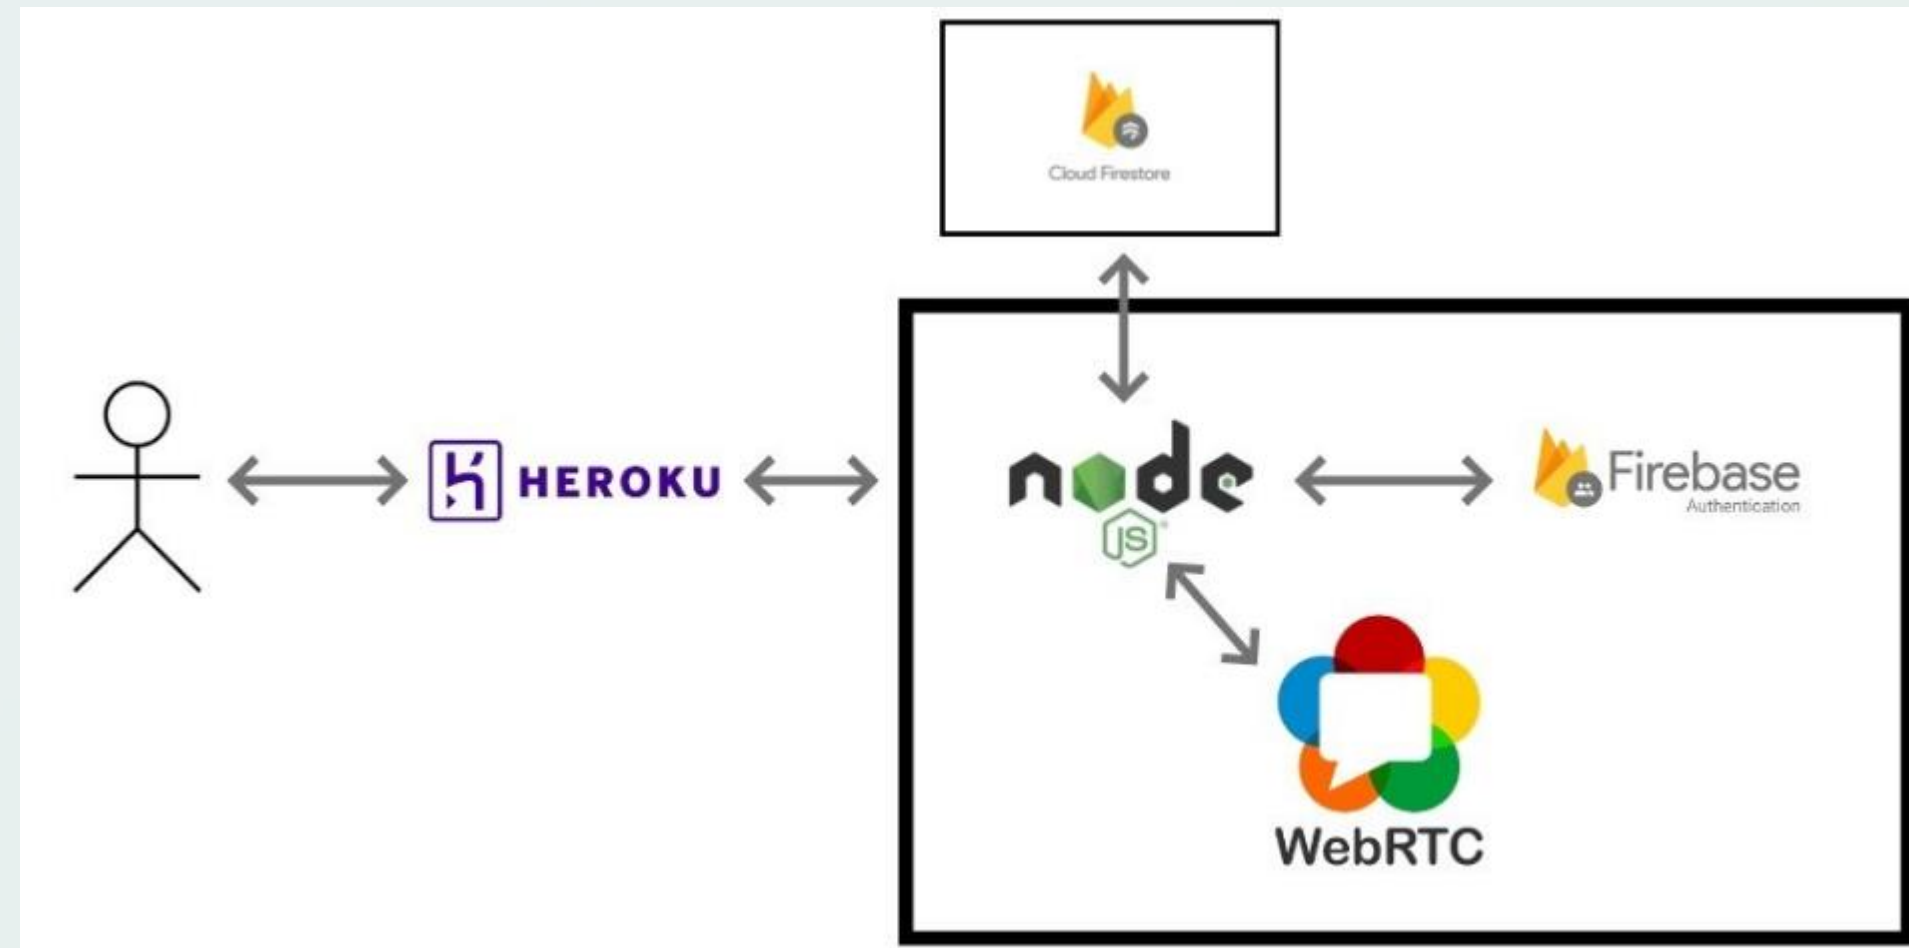 Cloud Firestore
HEROKU
node
JS
Firebase
Authentication
WebRTC